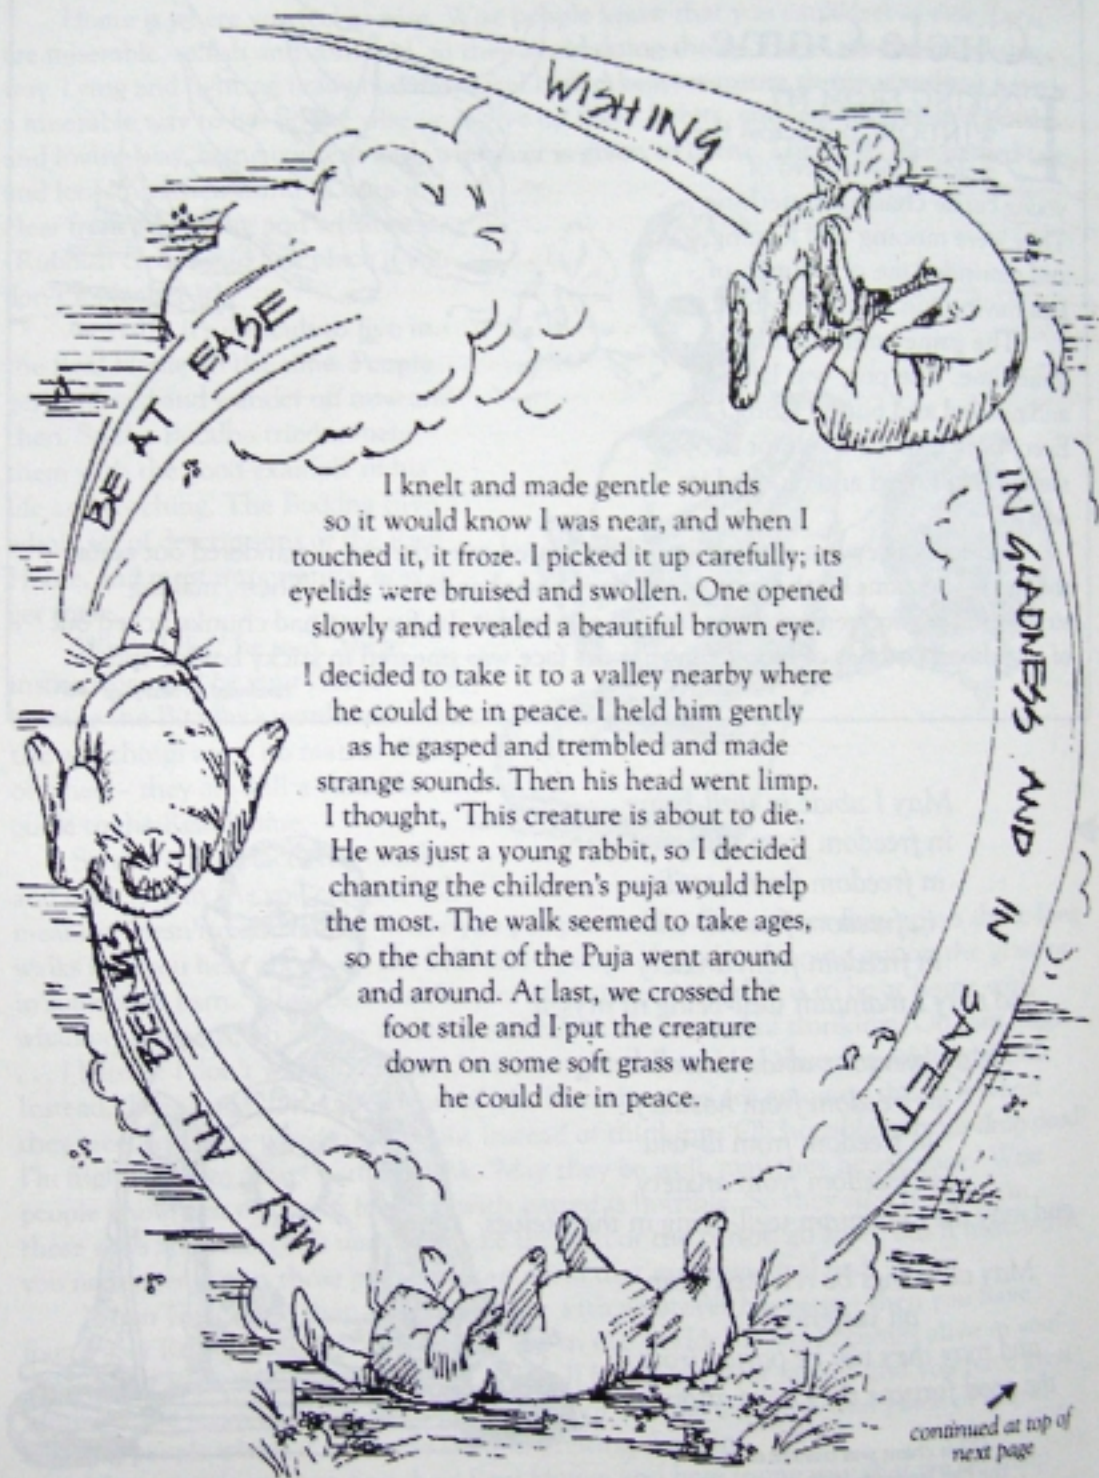 WISHING
IN GLADNESS AND IN SAFETY
MAY ALL BEINGS
BE AT EASE
I knelt and made gentle sounds
so it would know I was near, and when I
touched it, it froze. I picked it up carefully; its
eyelids were bruised and swollen. One opened
slowly and revealed a beautiful brown eye.
I decided to take it to a valley nearby where
he could be in peace. I held him gently
as he gasped and trembled and made
strange sounds. Then his head went limp.
I thought, 'This creature is about to die.'
He was just a young rabbit, so I decided
chanting the children's puja would help
the most. The walk seemed to take ages,
so the chant of the Puja went around
and around. At last, we crossed the
foot stile and I put the creature
down on some soft grass where
he could die in peace.
continued at top of
next page